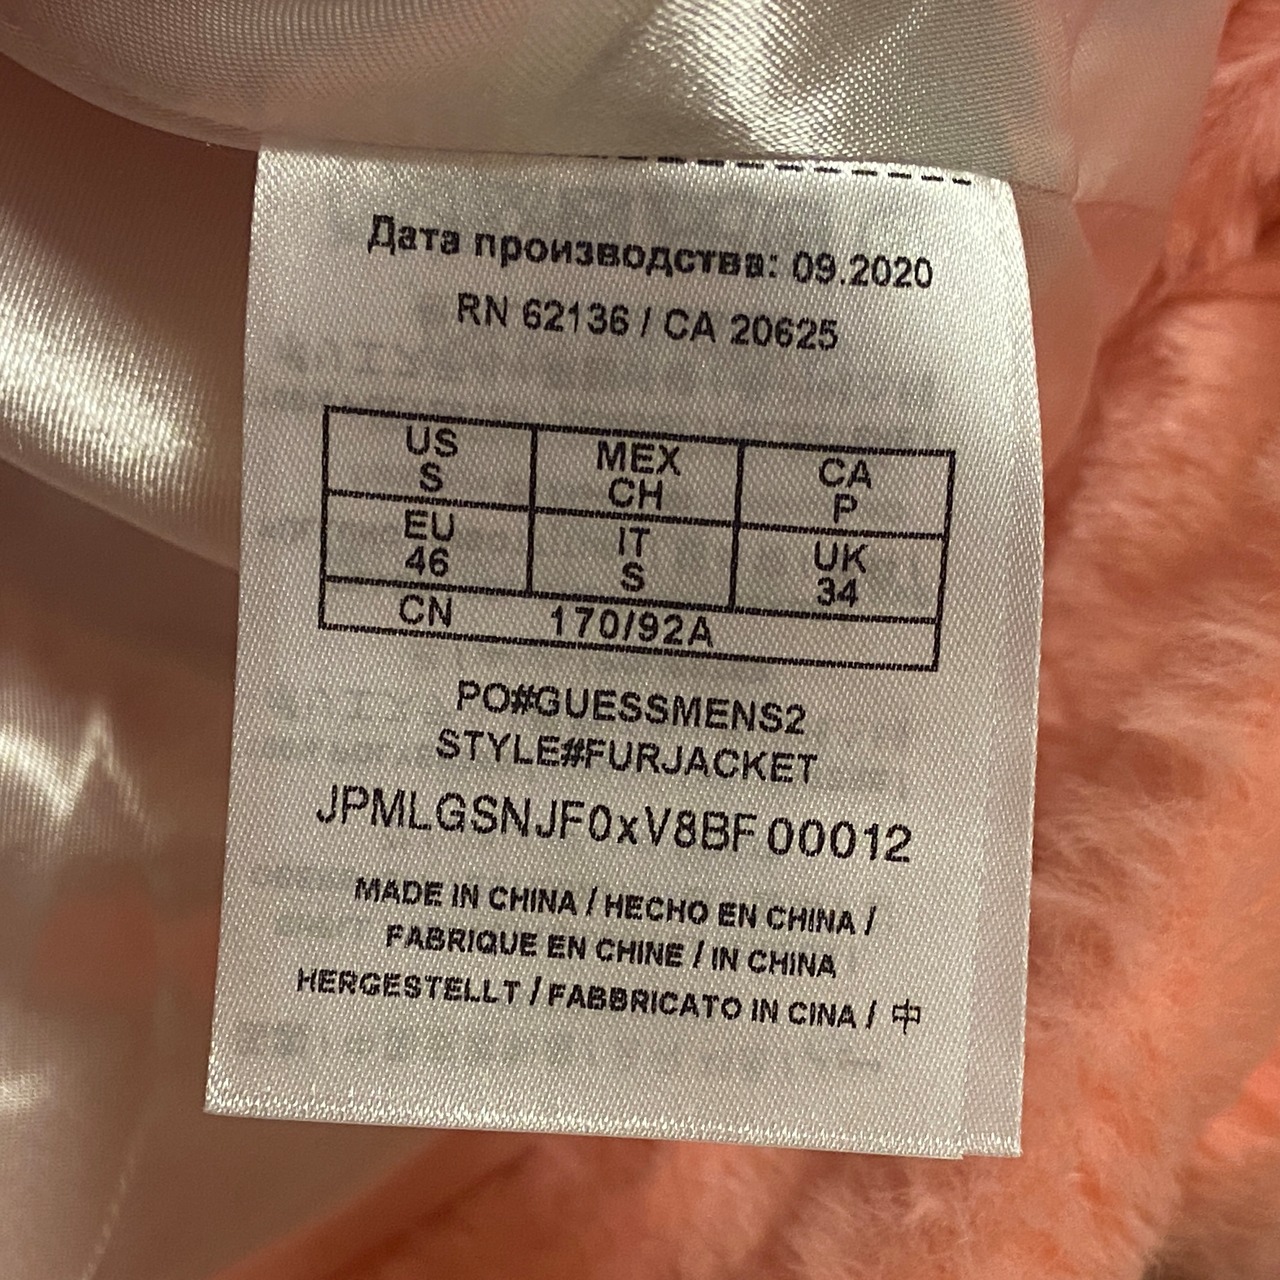 Дата производства: 09.2020
RN 62136 / CA 20625
US MEX CA
S CH P
EU IT UK
46 S 34
CN 170/92A
PO#GUESSMENS2
STYLE#FURJACKET
JPMLGSNJF0xV8BF 00012
MADE IN CHINA / HECHO EN CHINA /
FABRIQUE EN CHINE / IN CHINA
HERGESTELLT / FABBRICATO IN CINA / 中